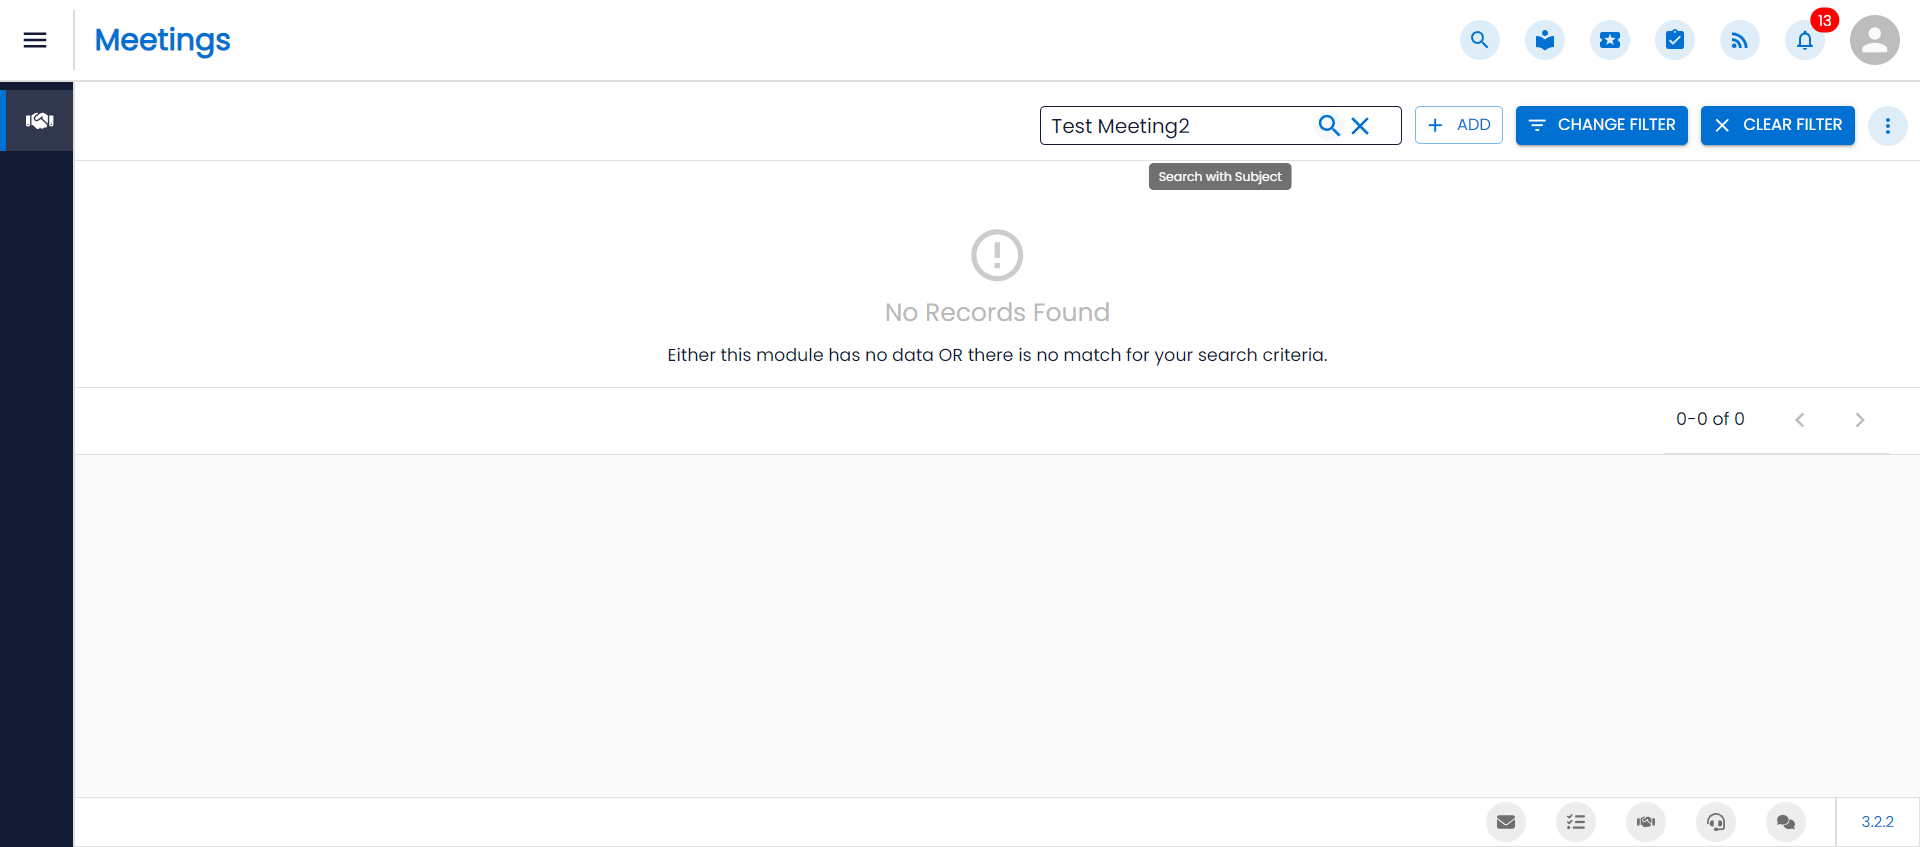 Meetings
13
Test Meeting2
ADD
CHANGE FILTER
CLEAR FILTER
Search with Subject
No Records Found
Either this module has no data OR there is no match for your search criteria.
0-0 of 0
3.2.2